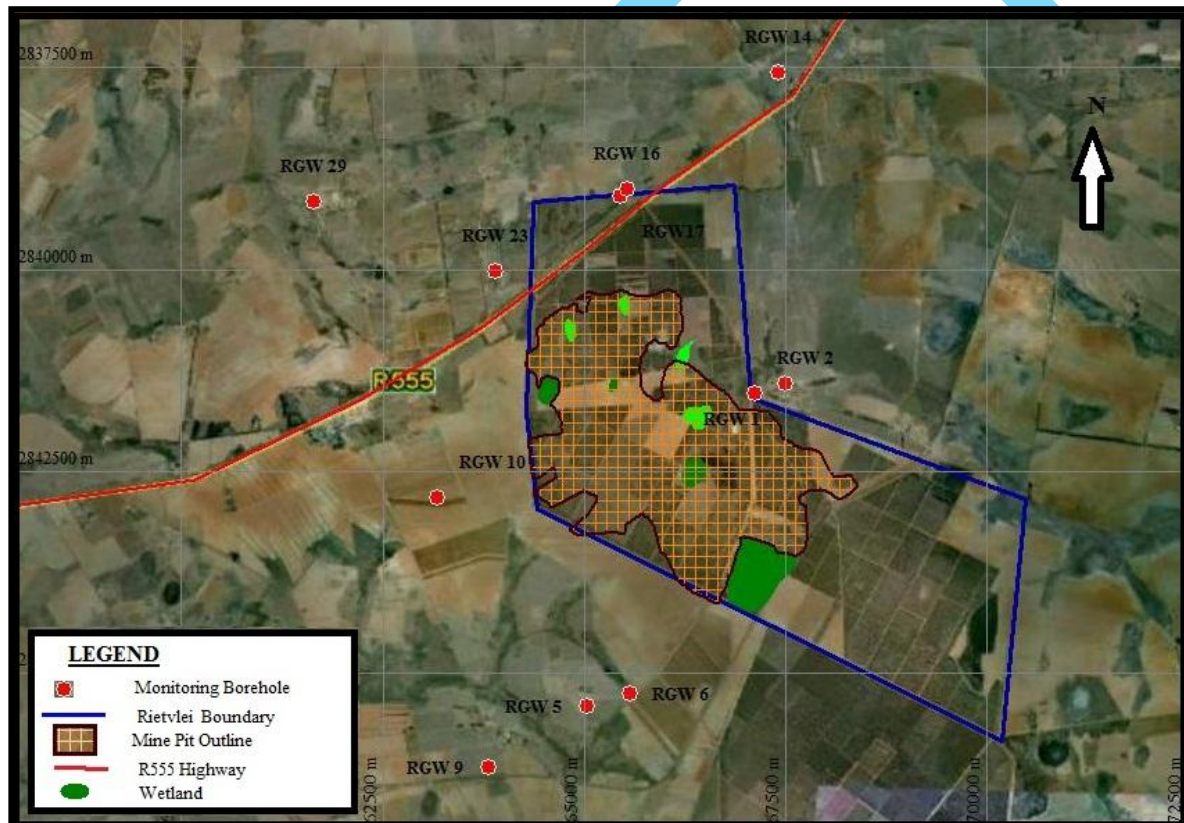 RGW 14
2837500 m
N
RGW 16
RGW 29
RGW 23
RGW17
2840000 m
RGW 2
R555
RGW 1
RGW 10
2842500 m
LEGEND
Monitoring Borehole
Rietvlei Boundary
Mine Pit Outline
R555 Highway
Wetland
RGW 5
RGW 6
RGW 9
62500 m
65000 m
67500 m
70000 m
72500 m